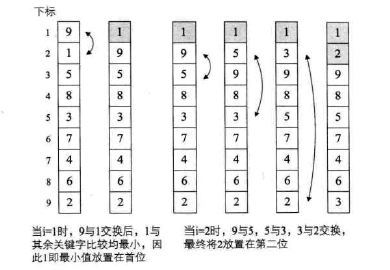 下标
1 9 1 1 1 1 1
2 1 9 9 5 3 2
3 5 5 5 9 9 9
4 8 8 8 8 8 8
5 3 3 3 3 5 5
6 7 7 7 7 7 7
7 4 4 4 4 4 4
8 6 6 6 6 6 6
9 2 2 2 2 2 3
当i=1时，9与1交换后，1与
其余关键字比较均最小，因
此1即最小值放置在首位
当i=2时，9与5，5与3，3与2交换，
最终将2放置在第二位